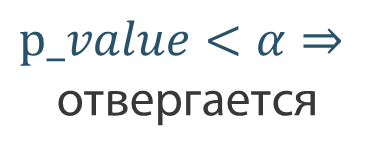 p_value < α ⇒
отвергается